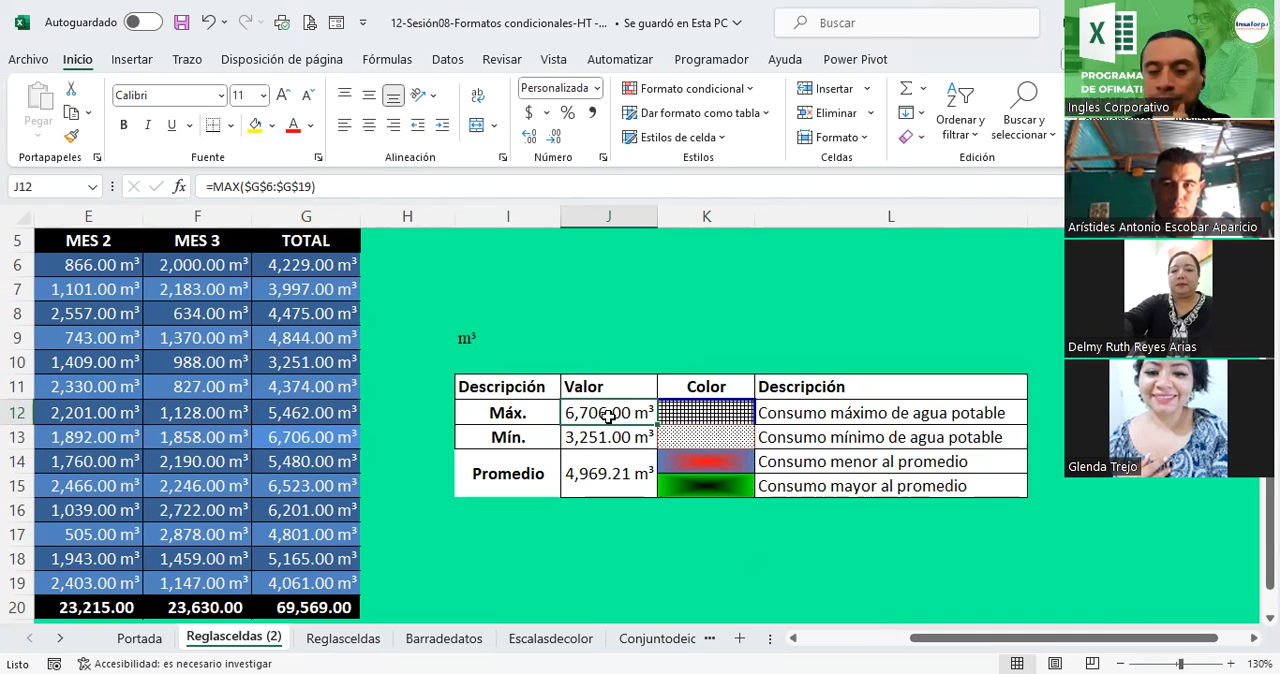 Autoguardado
12-Sesión08-Formatos condicionales-HT -... • Se guardó en Esta PC
Buscar
Archivo Inicio Insertar Trazo Disposición de página Fórmulas Datos Revisar Vista Automatizar Programador Ayuda Power Pivot
Pegar
Portapapeles
Calibri 11
N K S
Fuente
Alineación
Personalizada
$ % 000
Número
Formato condicional
Dar formato como tabla
Estilos de celda
Estilos
Insertar
Eliminar
Formato
Celdas
Ordenar y filtrar
Buscar y seleccionar
Edición
J12 fx =MAX($G$6:$G$19)
E F G H I J K L
5 MES 2 MES 3 TOTAL
6 866.00 m³ 2,000.00 m³ 4,229.00 m³
7 1,101.00 m³ 2,183.00 m³ 3,997.00 m³
8 2,557.00 m³ 634.00 m³ 4,475.00 m³
9 743.00 m³ 1,370.00 m³ 4,844.00 m³ m³
10 1,409.00 m³ 988.00 m³ 3,251.00 m³
11 2,330.00 m³ 827.00 m³ 4,374.00 m³ Descripción Valor Color Descripción
12 2,201.00 m³ 1,128.00 m³ 5,462.00 m³ Máx. 6,706.00 m³ Consumo máximo de agua potable
13 1,892.00 m³ 1,858.00 m³ 6,706.00 m³ Mín. 3,251.00 m³ Consumo mínimo de agua potable
14 1,760.00 m³ 2,190.00 m³ 5,480.00 m³ Promedio 4,969.21 m³ Consumo menor al promedio
15 2,466.00 m³ 2,246.00 m³ 6,523.00 m³ Consumo mayor al promedio
16 1,039.00 m³ 2,722.00 m³ 6,201.00 m³
17 505.00 m³ 2,878.00 m³ 4,801.00 m³
18 1,943.00 m³ 1,459.00 m³ 5,165.00 m³
19 2,403.00 m³ 1,147.00 m³ 4,061.00 m³
20 23,215.00 23,630.00 69,569.00
Portada Reglasceldas (2) Reglasceldas Barradedatos Escalasdecolor Conjuntodeic ...
Listo Accesibilidad: es necesario investigar 130%
Insaforp
X
PROGRAMA
DE OFIMATI
Ingles Corporativo
Arístides Antonio Escobar Aparicio
Delmy Ruth Reyes Arias
Glenda Trejo